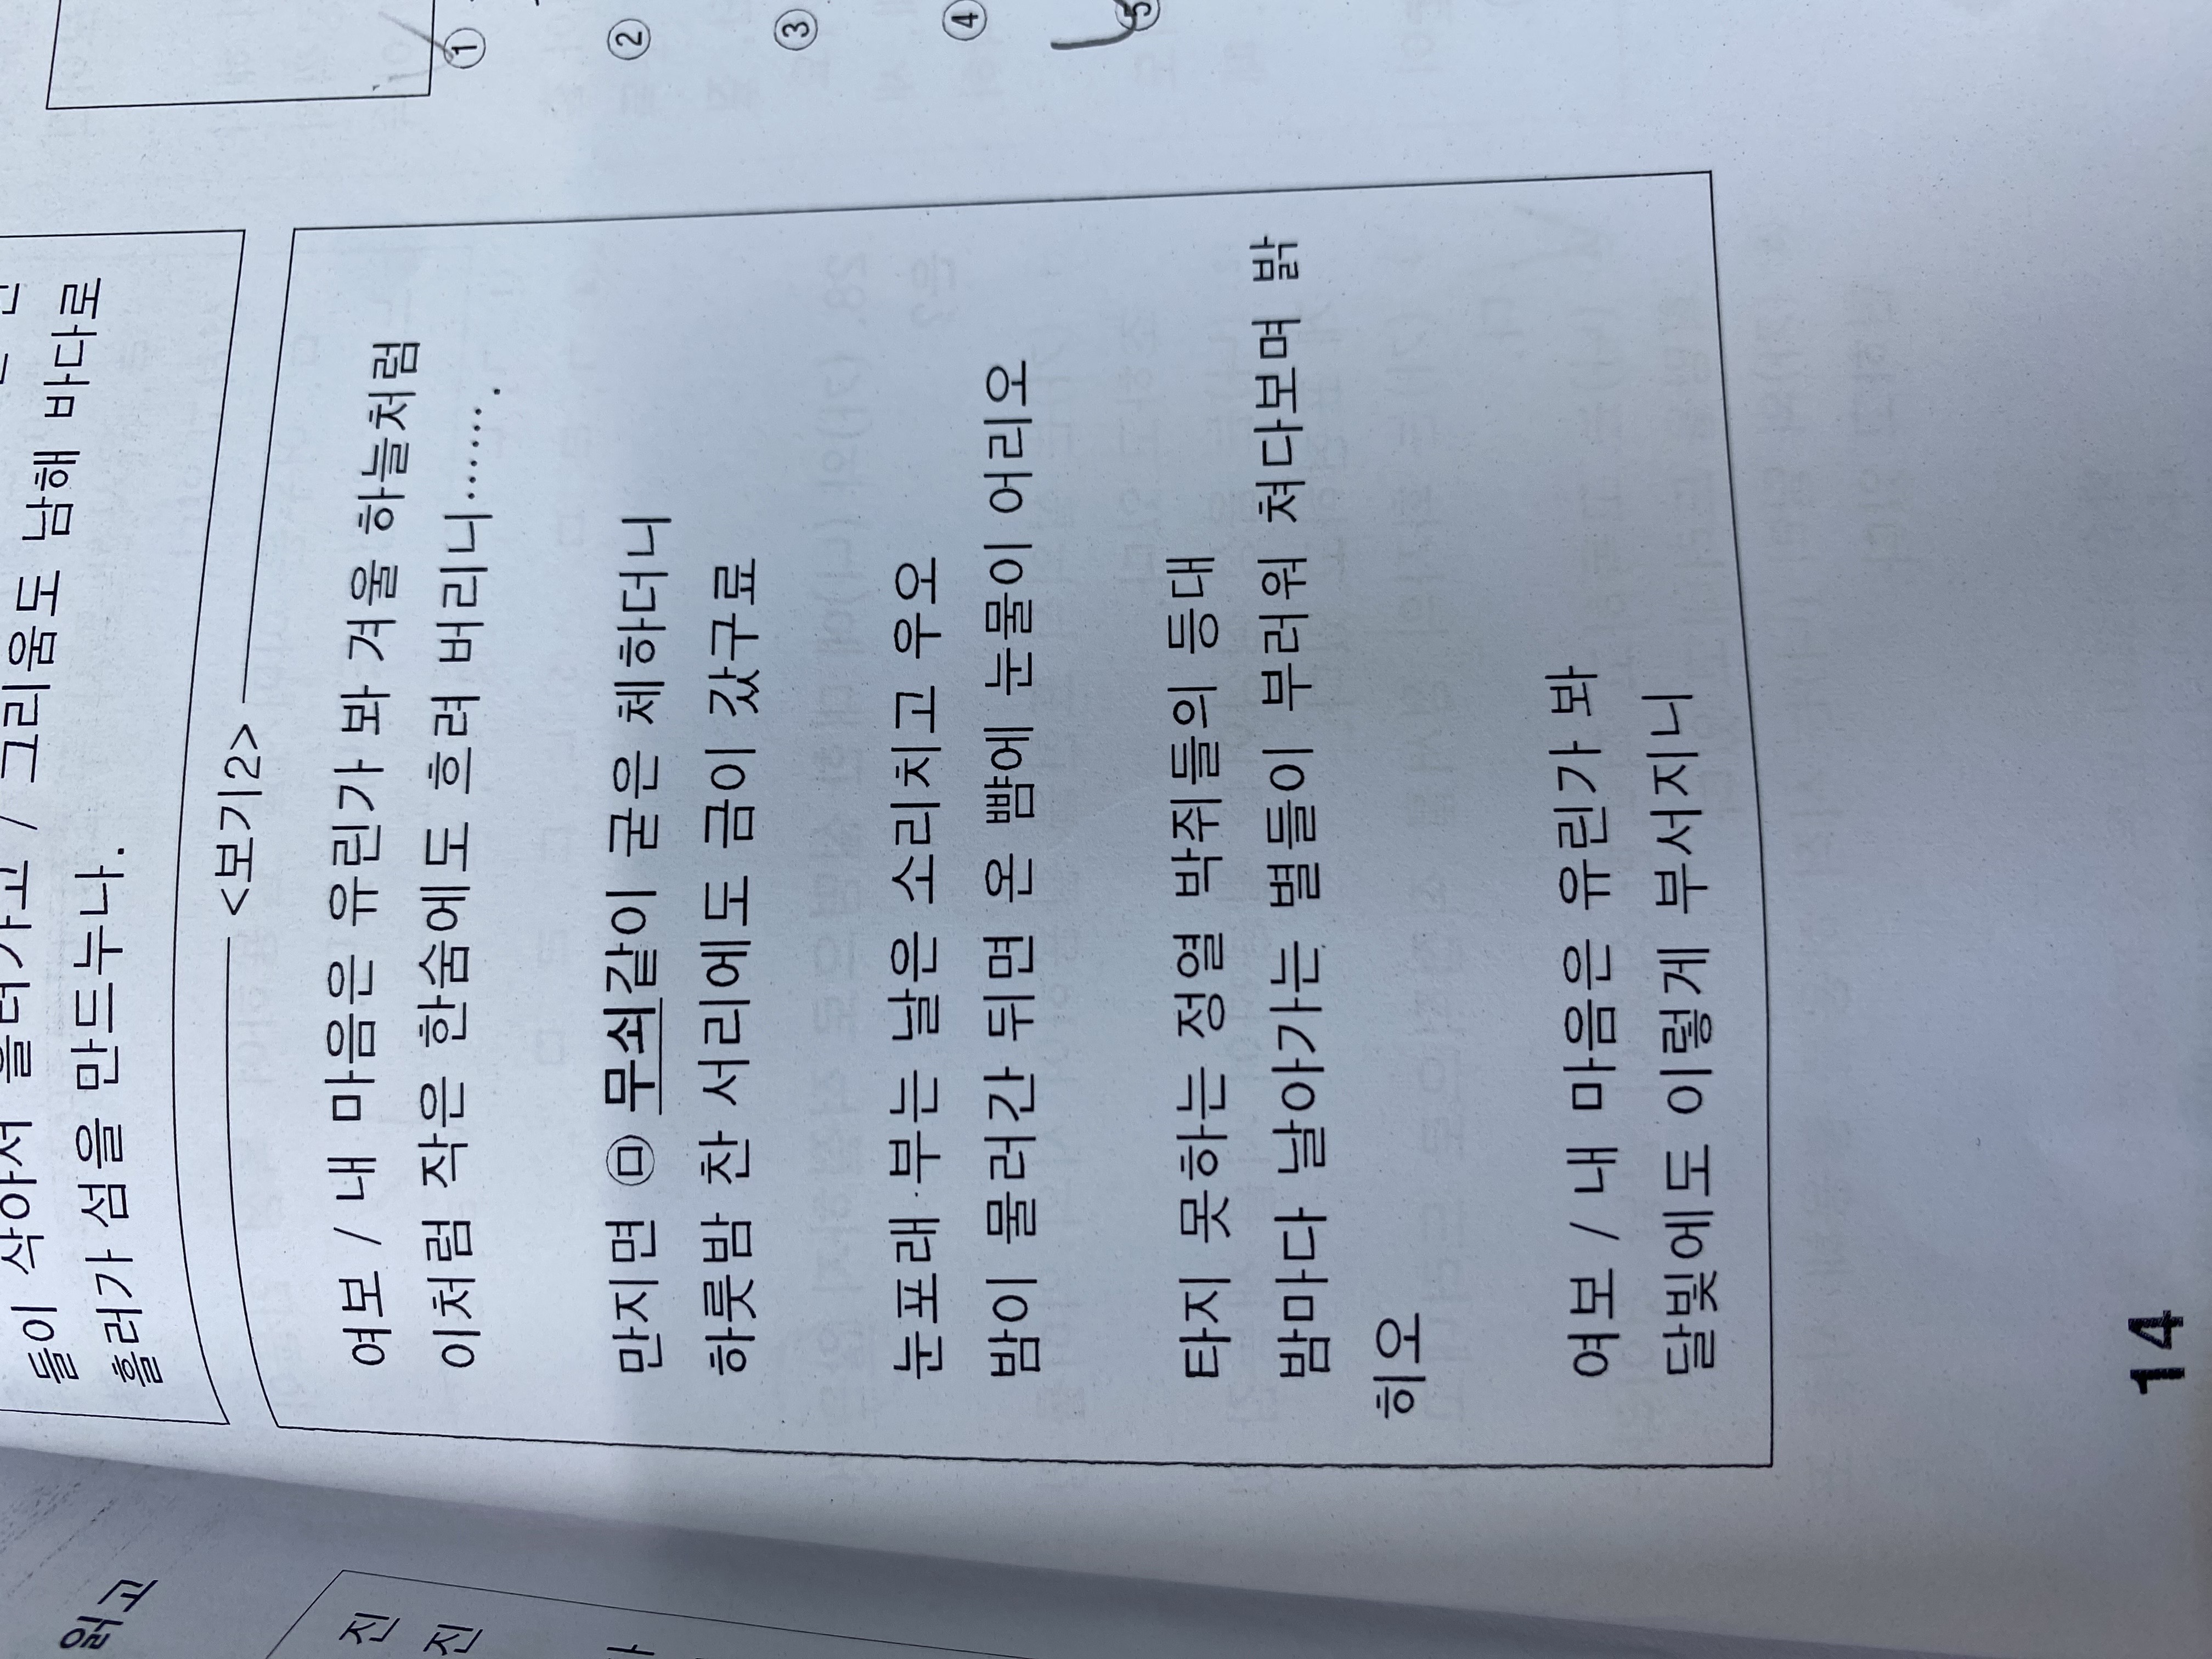 들이 삭아서 흘러가고 / 그리움도 남해 바다로
흘러가 섬을 만드누나.
<보기2>
여보 / 내 마음은 유린가 봐 겨울 하늘처럼
이처럼 작은 한숨에도 흐려 버리니…….
만지면 ㉤ 무쇠같이 굳은 체하더니
하룻밤 찬 서리에도 금이 갔구료
눈포래 부는 날은 소리치고 우오
밤이 물러간 뒤면 온 뺨에 눈물이 어리오
타지 못하는 정열 박쥐들의 등대
밤마다 날아가는 별들이 부러워 쳐다보며 밝
히오
여보 / 내 마음은 유린가 봐
달빛에도 이렇게 부서지니
14
읽고
진
진
①
②
③
④
⑤